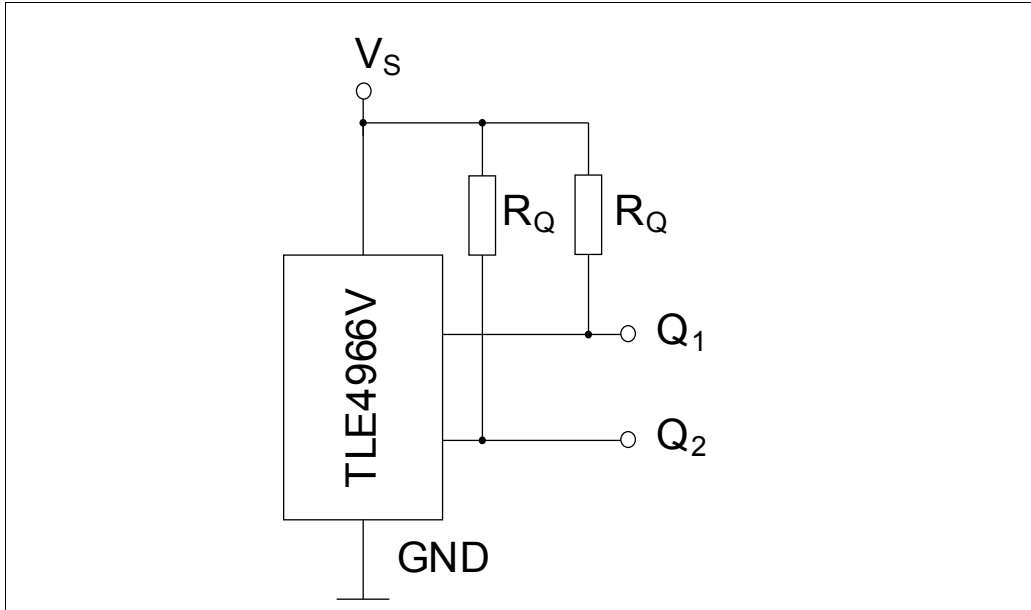 V_S
R_Q R_Q
TLE4966V
Q_1
Q_2
GND